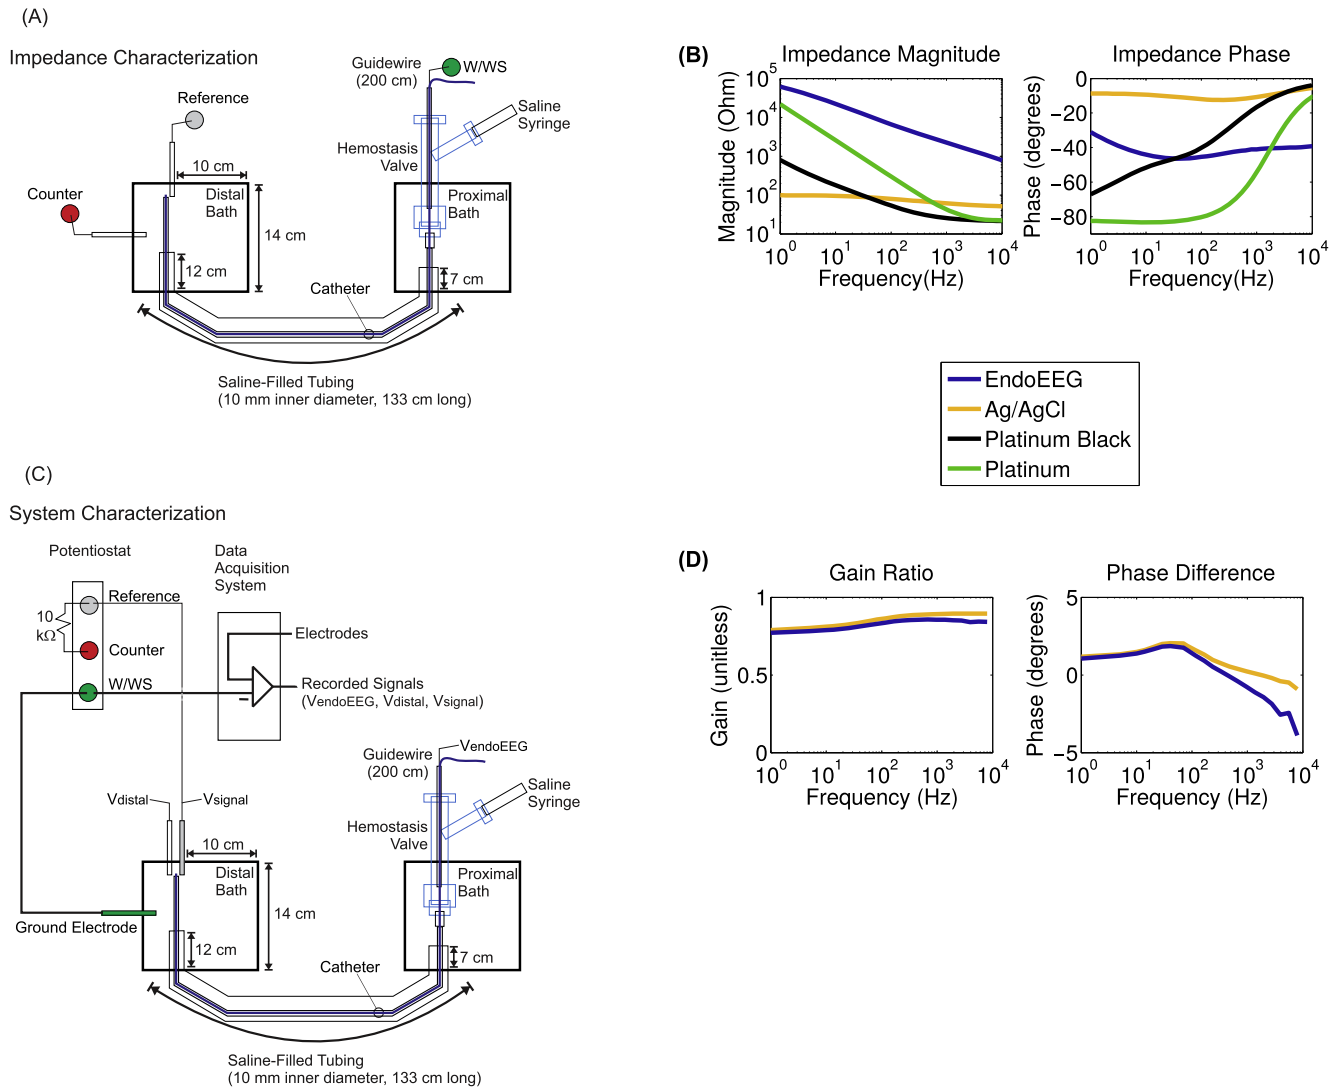 (A)
Impedance Characterization
Reference
10 cm
Counter
Distal
Bath
14 cm
12 cm
Guidewire
(200 cm)
W/WS
Saline
Syringe
Hemostasis
Valve
Proximal
Bath
7 cm
Catheter
Saline-Filled Tubing
(10 mm inner diameter, 133 cm long)
(B)
Impedance Magnitude
Magnitude (Ohm)
10^5
10^4
10^3
10^2
10^1
10^0
10^1
10^2
10^3
10^4
Frequency(Hz)
Impedance Phase
Phase (degrees)
0
−20
−40
−60
−80
10^0
10^1
10^2
10^3
10^4
Frequency(Hz)
EndoEEG
Ag/AgCl
Platinum Black
Platinum
(C)
System Characterization
Potentiostat
Data
Acquisition
System
Reference
10
kΩ
Counter
W/WS
Electrodes
Recorded Signals
(VendoEEG, Vdistal, Vsignal)
Vdistal
Vsignal
10 cm
Distal
Bath
14 cm
Ground Electrode
12 cm
VendoEEG
Guidewire
(200 cm)
Saline
Syringe
Hemostasis
Valve
Proximal
Bath
7 cm
Catheter
Saline-Filled Tubing
(10 mm inner diameter, 133 cm long)
(D)
Gain Ratio
Gain (unitless)
1
0.5
0
10^0
10^1
10^2
10^3
10^4
Frequency (Hz)
Phase Difference
Phase (degrees)
5
0
−5
10^0
10^1
10^2
10^3
10^4
Frequency (Hz)